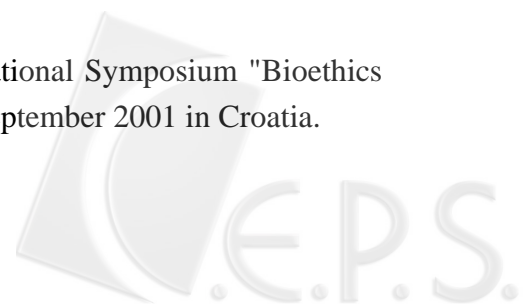 tional Symposium "Bioethics
ptember 2001 in Croatia.
C.E.P.S.